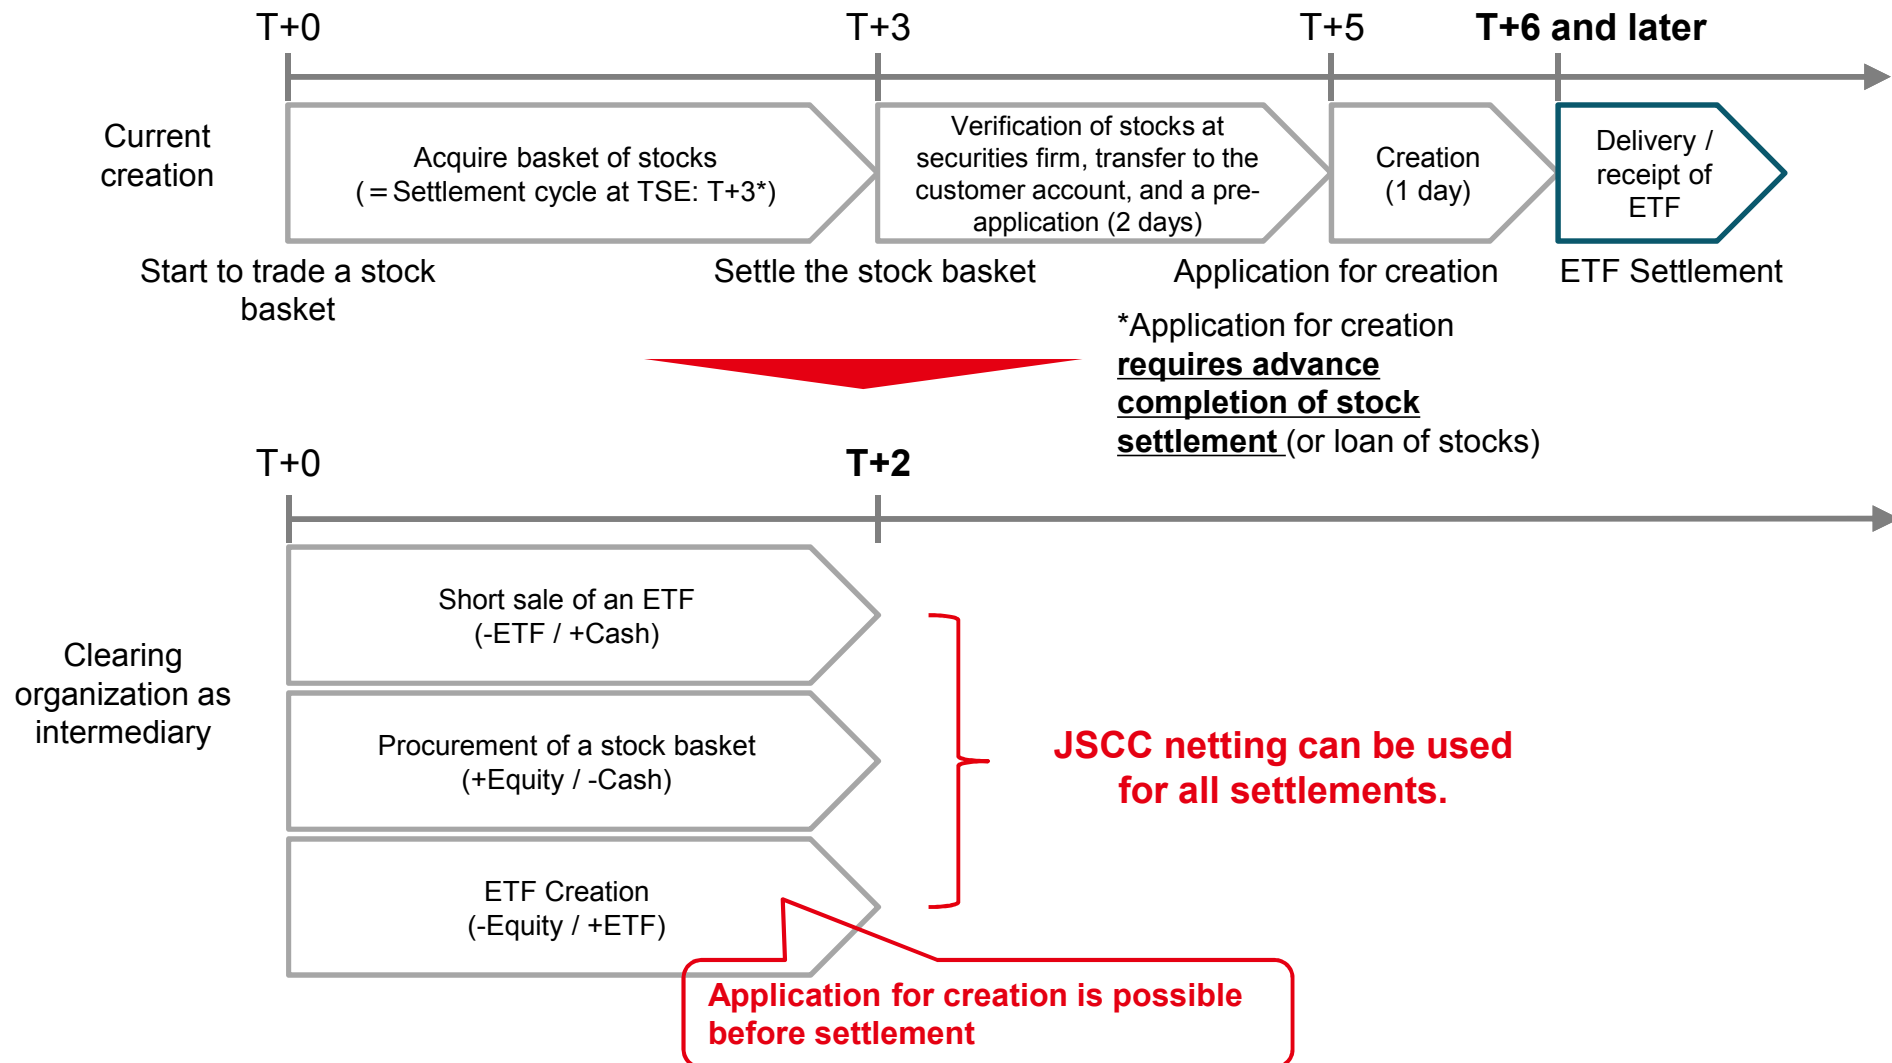 T+0
T+3
T+5
T+6 and later
Current
creation
Acquire basket of stocks
(＝Settlement cycle at TSE: T+3*)
Verification of stocks at
securities firm, transfer to the
customer account, and a pre-
application (2 days)
Creation
(1 day)
Delivery /
receipt of
ETF
Start to trade a stock
basket
Settle the stock basket
Application for creation
ETF Settlement
*Application for creation
requires advance
completion of stock
settlement (or loan of stocks)
T+0
T+2
Clearing
organization as
intermediary
Short sale of an ETF
(-ETF / +Cash)
Procurement of a stock basket
(+Equity / -Cash)
ETF Creation
(-Equity / +ETF)
JSCC netting can be used
for all settlements.
Application for creation is possible
before settlement